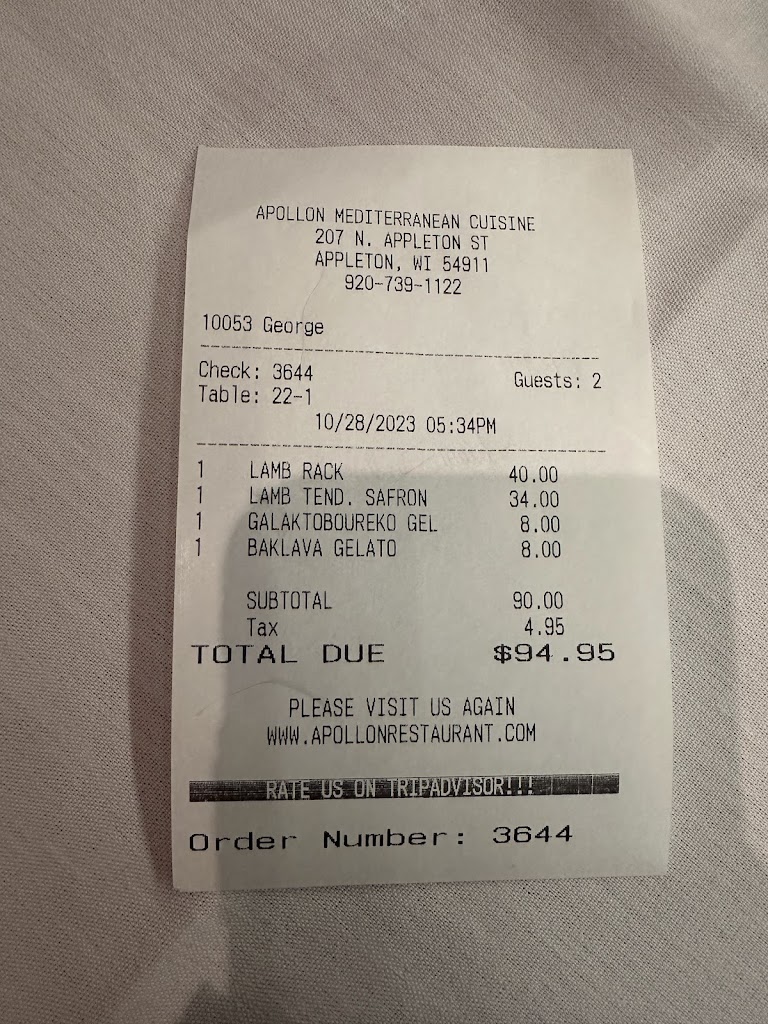 APOLLON MEDITERRANEAN CUISINE
207 N. APPLETON ST
APPLETON, WI 54911
920-739-1122
10053 George
Check: 3644 Guests: 2
Table: 22-1
10/28/2023 05:34PM
1 LAMB RACK 40.00
1 LAMB TEND. SAFRON 34.00
1 GALAKTOBOUREKO GEL 8.00
1 BAKLAVA GELATO 8.00
SUBTOTAL 90.00
Tax 4.95
TOTAL DUE $94.95
PLEASE VISIT US AGAIN
WWW.APOLLONRESTAURANT.COM
RATE US ON TRIPADVISOR!!!
Order Number: 3644